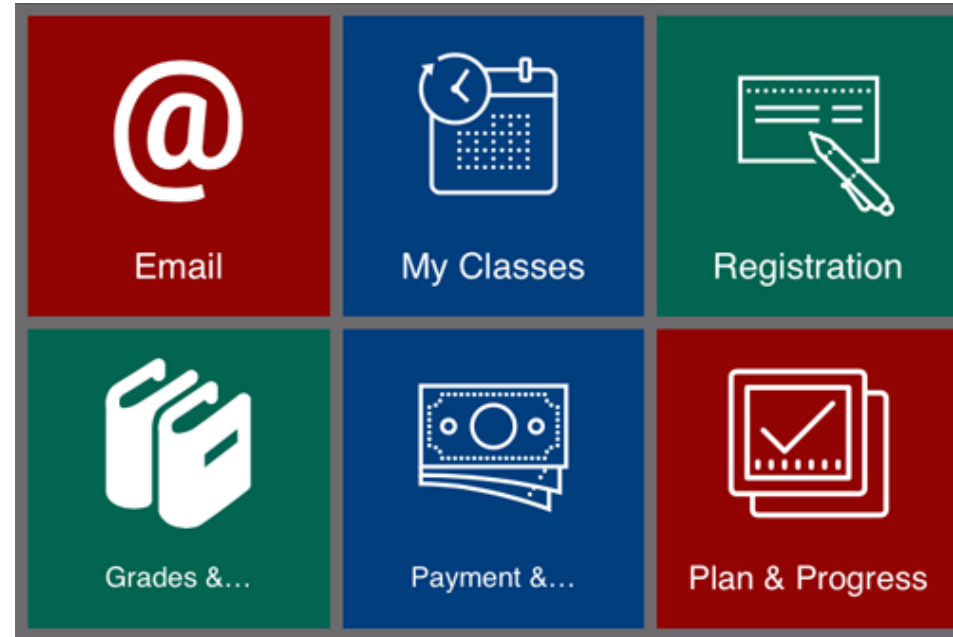 @
Email
My Classes
Registration
Grades &...
Payment &...
Plan & Progress